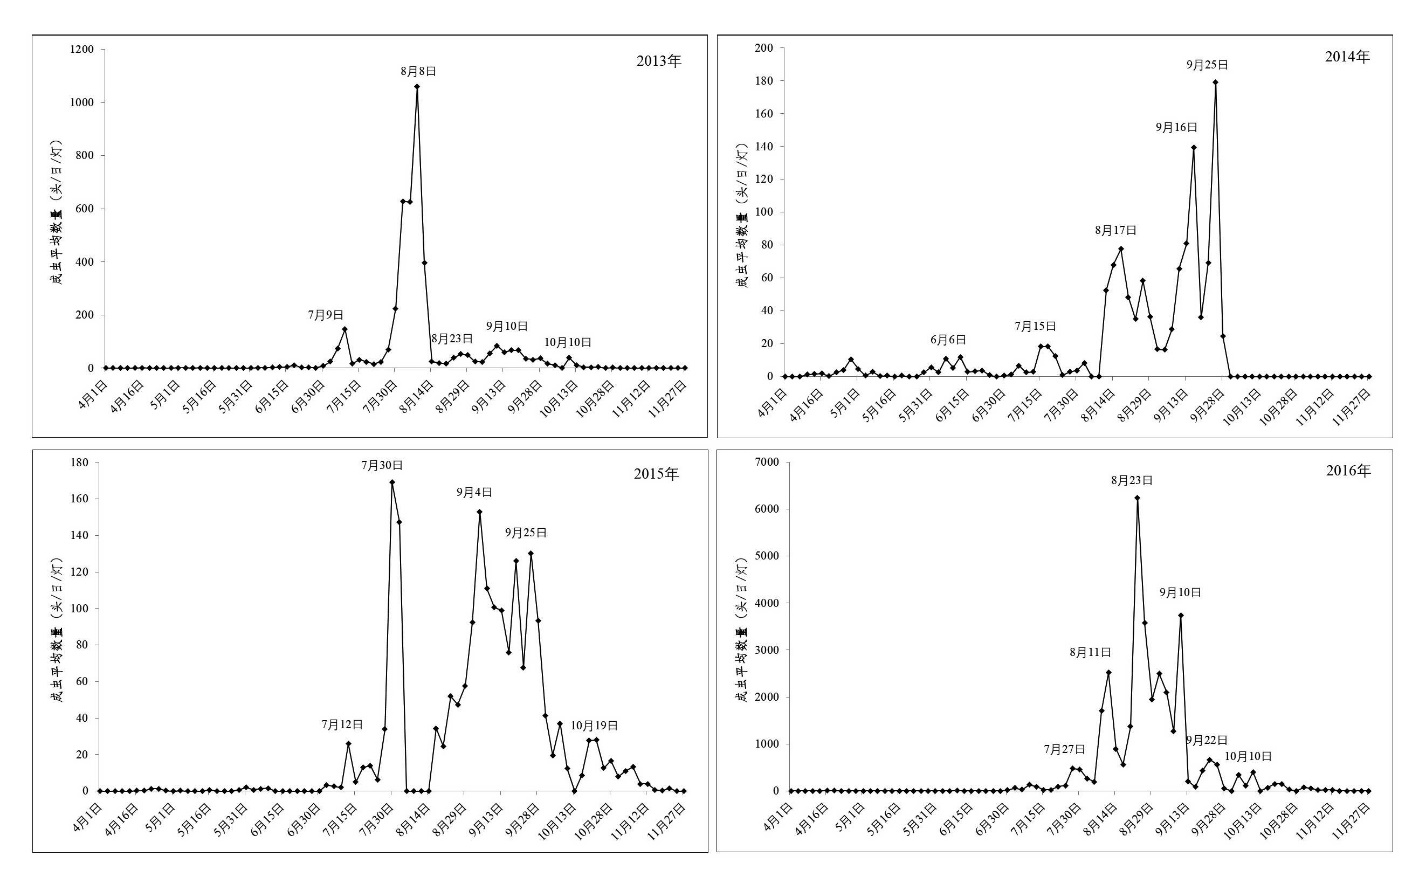 2013年
成虫平均数量（头/日/灯）
1200
1000
800
600
400
200
0
8月8日
7月9日
8月23日
9月10日
10月10日
4月1日
4月16日
5月1日
5月16日
5月31日
6月15日
6月30日
7月15日
7月30日
8月14日
8月29日
9月13日
9月28日
10月13日
10月28日
11月12日
11月27日
2014年
成虫平均数量（头/日/灯）
200
180
160
140
120
100
80
60
40
20
0
9月25日
9月16日
8月17日
6月6日
7月15日
4月1日
4月16日
5月1日
5月16日
5月31日
6月15日
6月30日
7月15日
7月30日
8月14日
8月29日
9月13日
9月28日
10月13日
10月28日
11月12日
11月27日
2015年
成虫平均数量（头/日/灯）
180
160
140
120
100
80
60
40
20
0
7月30日
9月4日
9月25日
7月12日
10月19日
4月1日
4月16日
5月1日
5月16日
5月31日
6月15日
6月30日
7月15日
7月30日
8月14日
8月29日
9月13日
9月28日
10月13日
10月28日
11月12日
11月27日
2016年
成虫平均数量（头/日/灯）
7000
6000
5000
4000
3000
2000
1000
0
8月23日
9月10日
8月11日
7月27日
9月22日
10月10日
4月1日
4月16日
5月1日
5月16日
5月31日
6月15日
6月30日
7月15日
7月30日
8月14日
8月29日
9月13日
9月28日
10月13日
10月28日
11月12日
11月27日